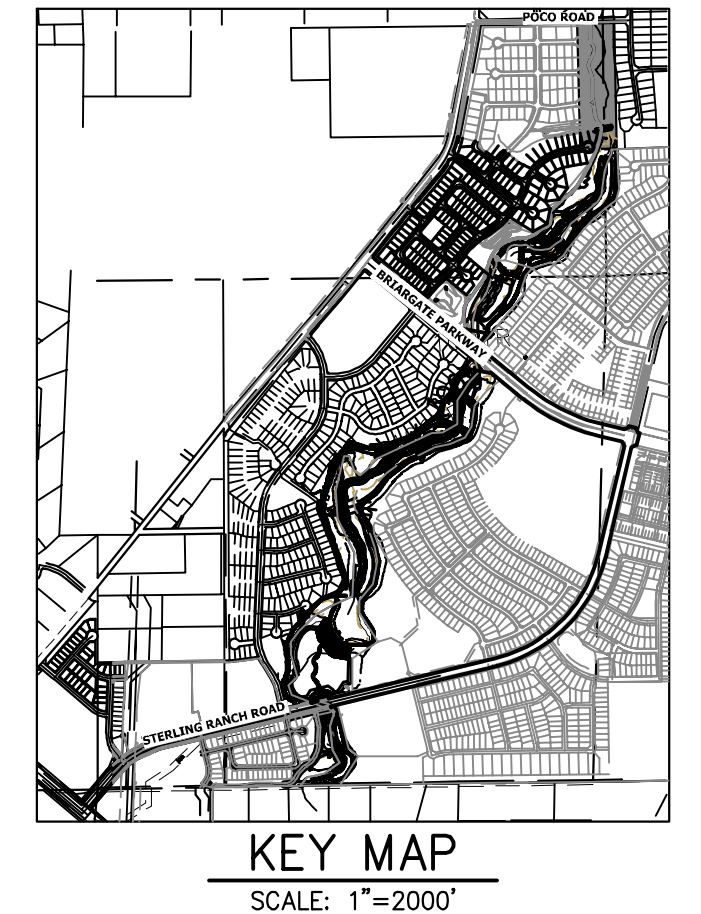 POCO ROAD
BRIARGATE PARKWAY
STERLING RANCH ROAD
KEY MAP
SCALE: 1"=2000'